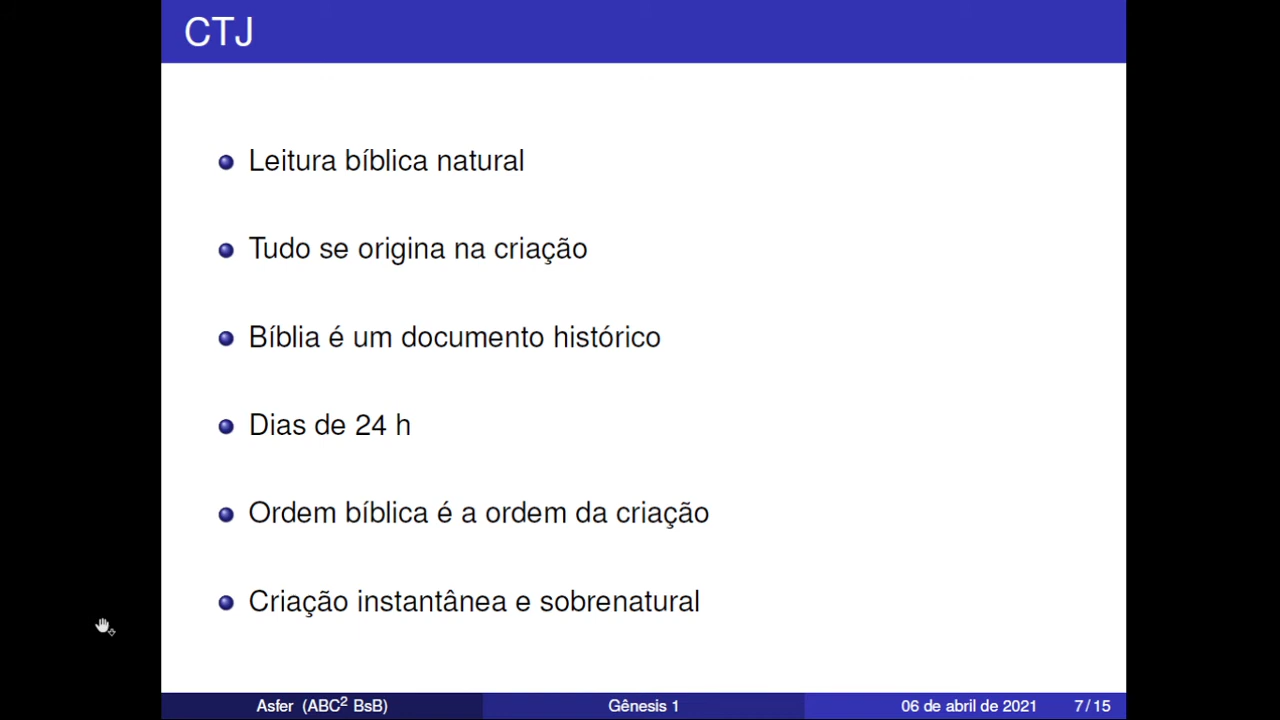 CTJ
Leitura bíblica natural
Tudo se origina na criação
Bíblia é um documento histórico
Dias de 24 h
Ordem bíblica é a ordem da criação
Criação instantânea e sobrenatural
Asfer (ABC² BsB) Gênesis 1 06 de abril de 2021 7 / 15